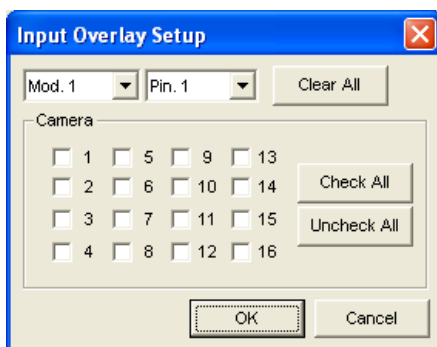 Input Overlay Setup
Mod. 1 Pin. 1 Clear All
Camera
1 5 9 13
2 6 10 14 Check All
3 7 11 15 Uncheck All
4 8 12 16
OK Cancel